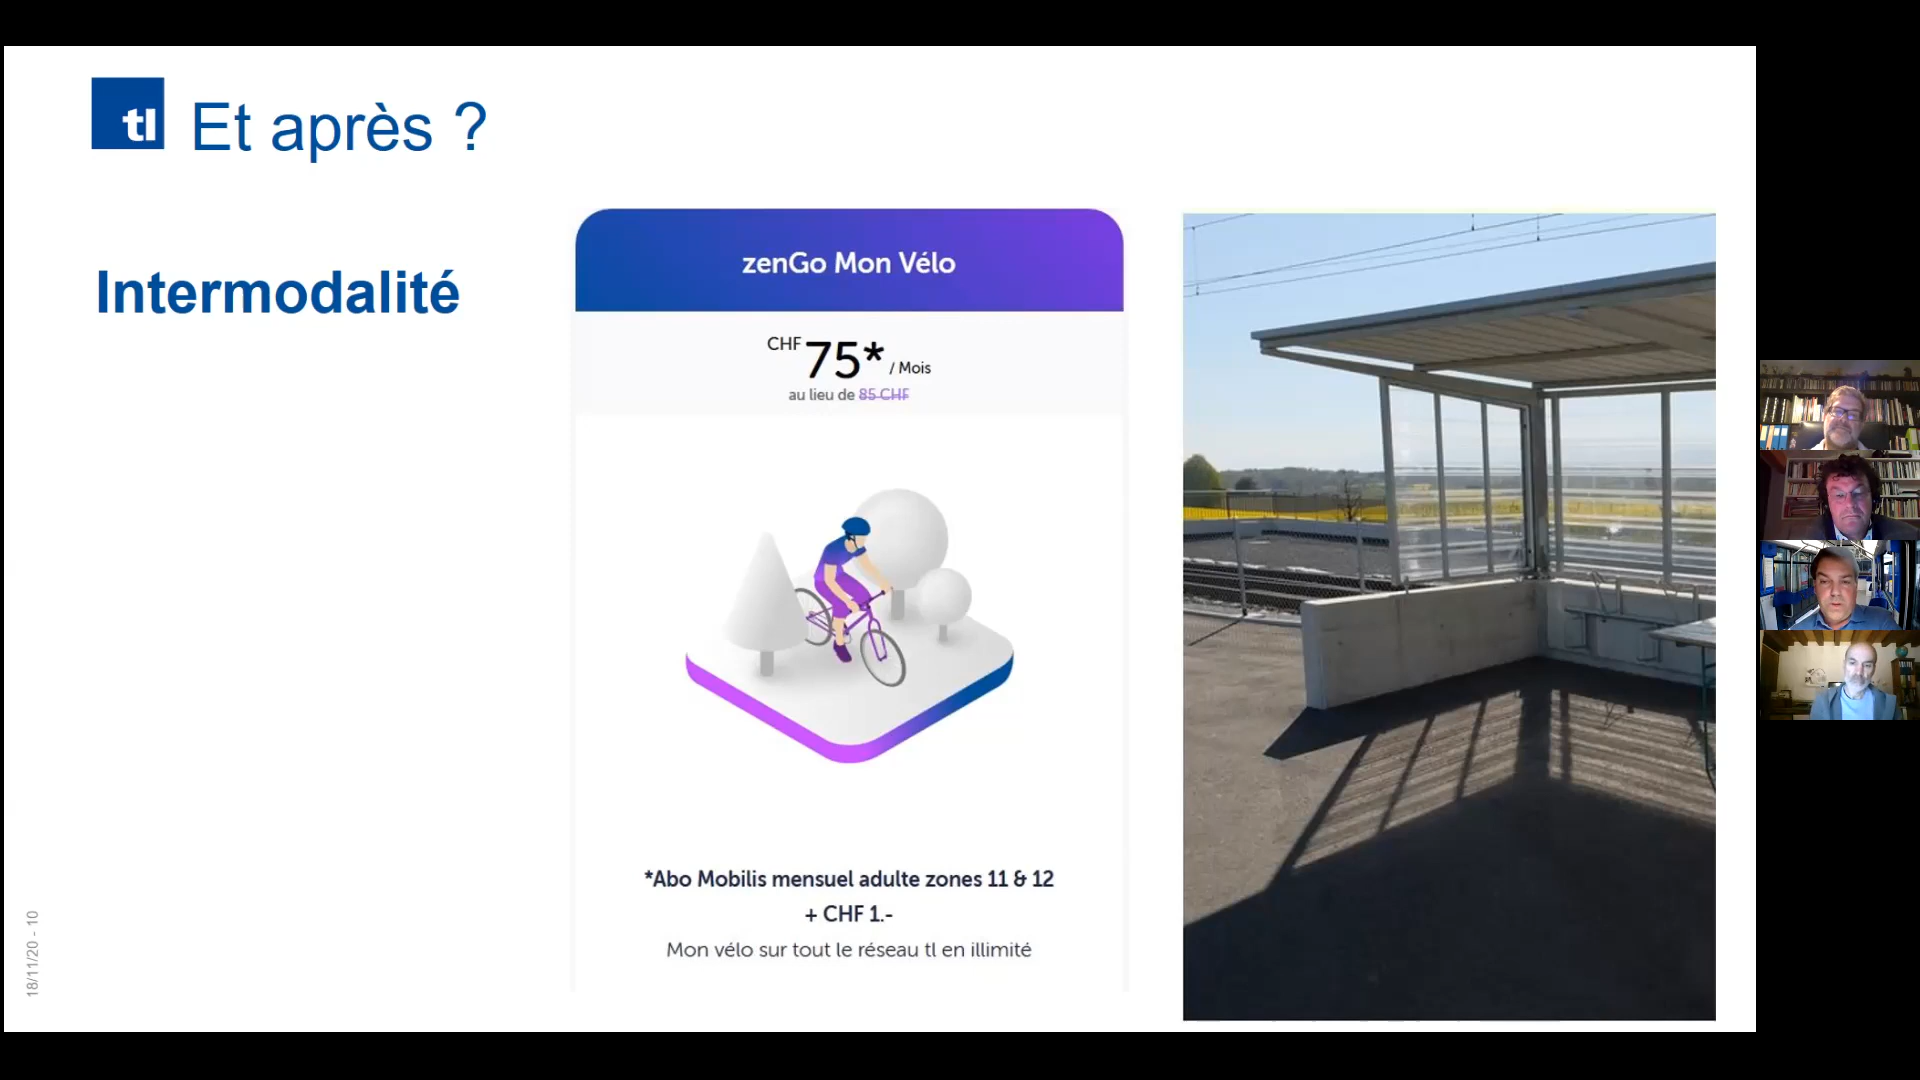 tl Et après ?
Intermodalité
zenGo Mon Vélo
CHF 75* / Mois
au lieu de 85 CHF
*Abo Mobilis mensuel adulte zones 11 & 12
+ CHF 1.-
Mon vélo sur tout le réseau tl en illimité
18/11/20 - 10